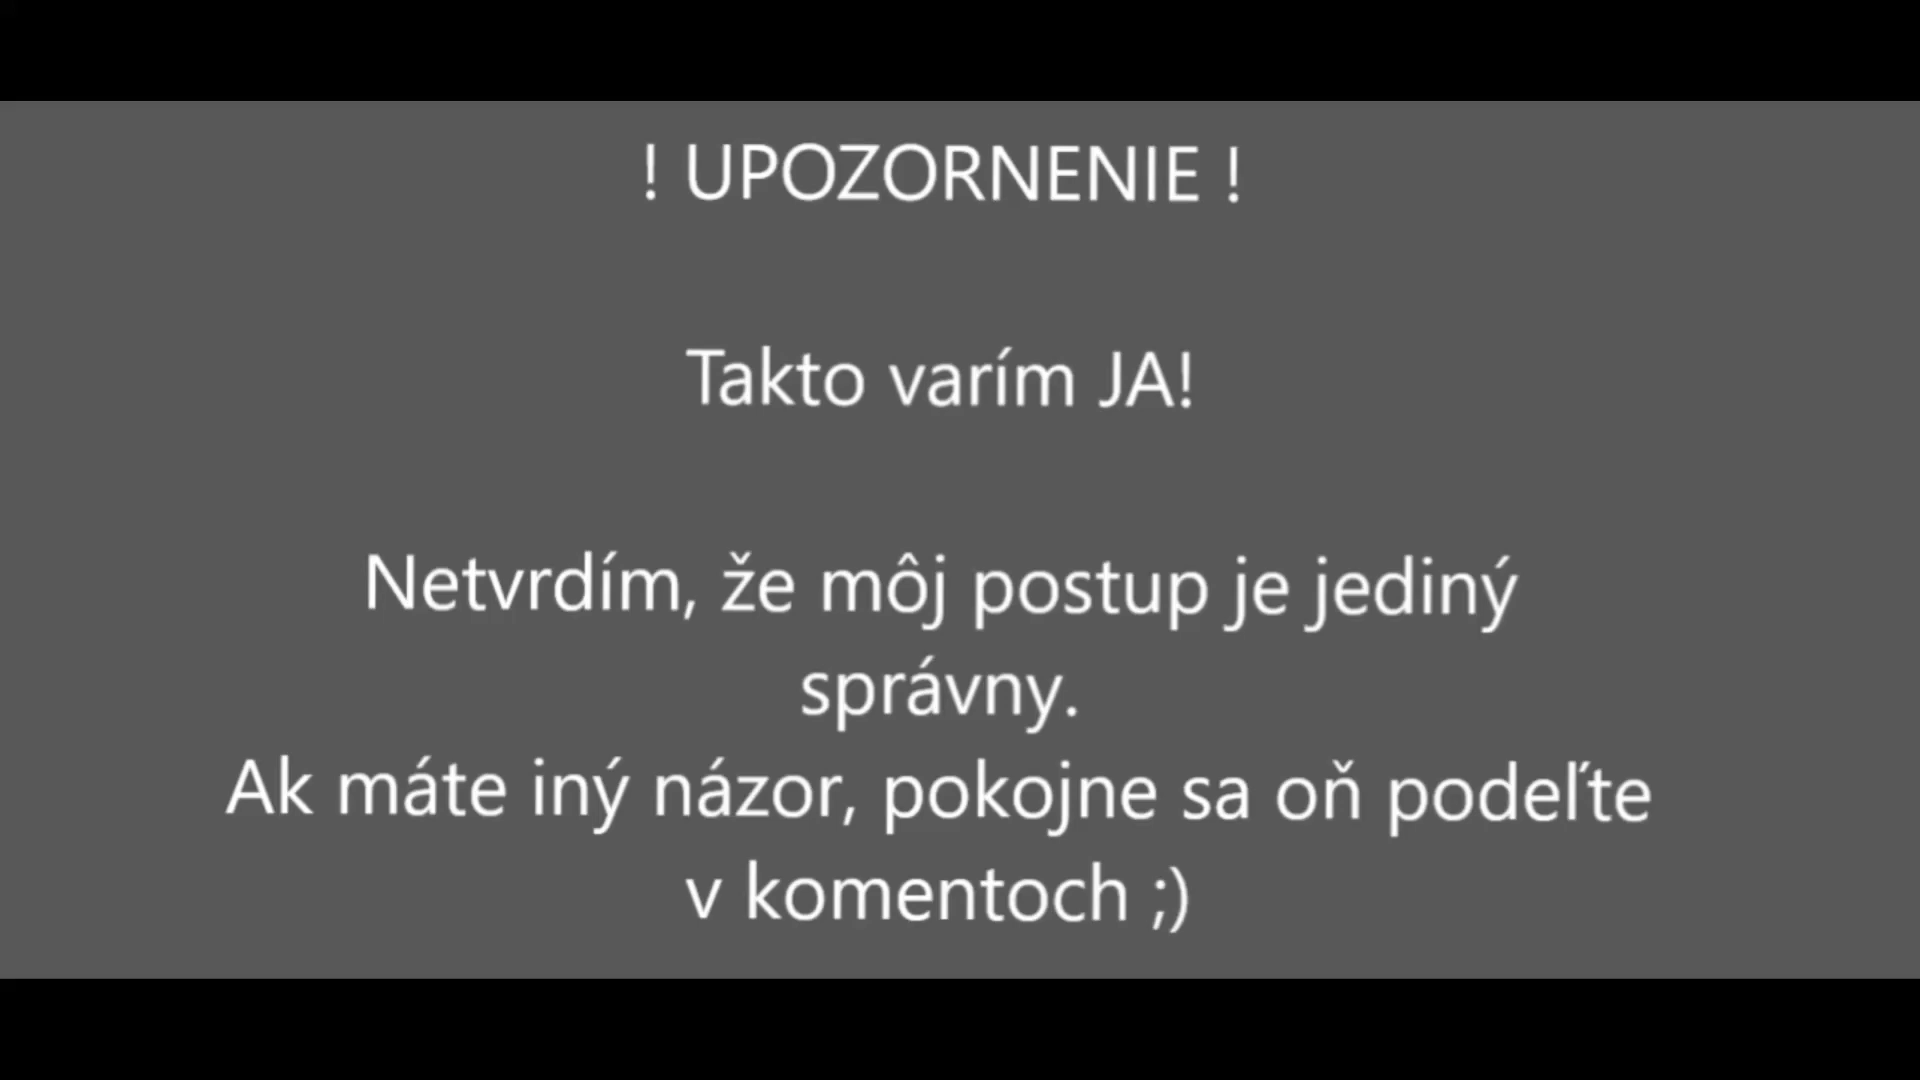 ! UPOZORNENIE !
Takto varím JA!
Netvrdím, že môj postup je jediný
správny.
Ak máte iný názor, pokojne sa oň podeľte
v komentoch ;)